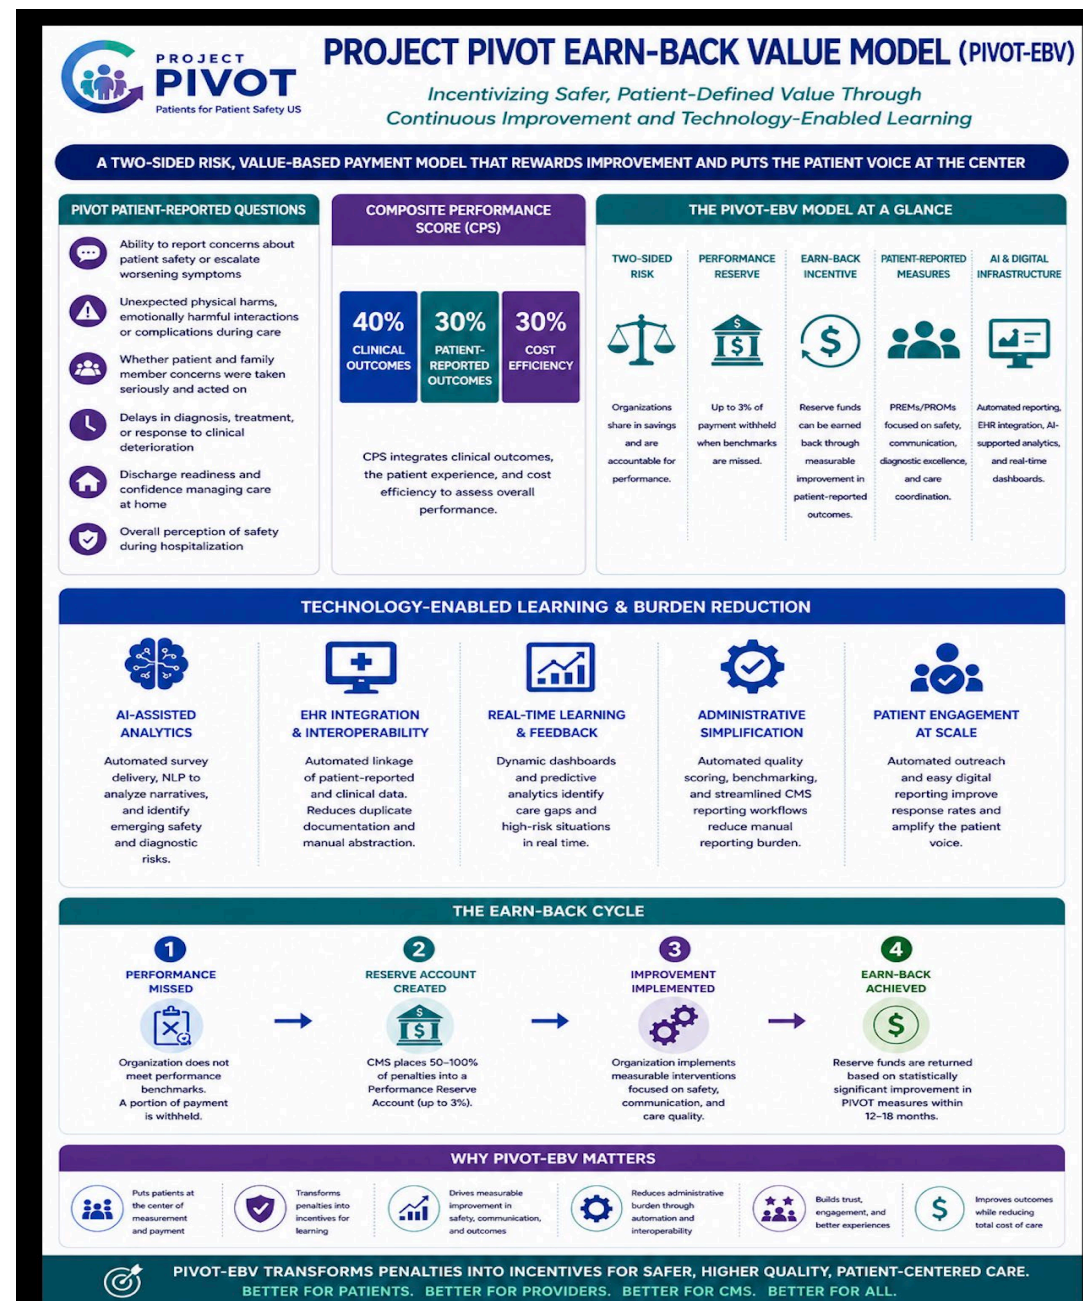 PROJECT
PIVOT
Patients for Patient Safety US
PROJECT PIVOT EARN-BACK VALUE MODEL (PIVOT-EBV)
Incentivizing Safer, Patient-Defined Value Through
Continuous Improvement and Technology-Enabled Learning
A TWO-SIDED RISK, VALUE-BASED PAYMENT MODEL THAT REWARDS IMPROVEMENT AND PUTS THE PATIENT VOICE AT THE CENTER
PIVOT PATIENT-REPORTED QUESTIONS
Ability to report concerns about
patient safety or escalate
worsening symptoms
Unexpected physical harms,
emotionally harmful interactions
or complications during care
Whether patient and family
member concerns were taken
seriously and acted on
Delays in diagnosis, treatment,
or response to clinical
deterioration
Discharge readiness and
confidence managing care
at home
Overall perception of safety
during hospitalization
COMPOSITE PERFORMANCE
SCORE (CPS)
40%
CLINICAL
OUTCOMES
30%
PATIENT-
REPORTED
OUTCOMES
30%
COST
EFFICIENCY
CPS integrates clinical outcomes,
the patient experience, and cost
efficiency to assess overall
performance.
THE PIVOT-EBV MODEL AT A GLANCE
TWO-SIDED
RISK
Organizations
share in savings
and are
accountable for
performance.
PERFORMANCE
RESERVE
$
$
Up to 3% of
payment withheld
when benchmarks
are missed.
EARN-BACK
INCENTIVE
$
Reserve funds
can be earned
back through
measurable
improvement in
patient-reported
outcomes.
PATIENT-REPORTED
MEASURES
PREMs/PROMs
focused on safety,
communication,
diagnostic excellence,
and care
coordination.
AI & DIGITAL
INFRASTRUCTURE
Automated reporting,
EHR integration, AI-
supported analytics,
and real-time
dashboards.
TECHNOLOGY-ENABLED LEARNING & BURDEN REDUCTION
AI-ASSISTED
ANALYTICS
Automated survey
delivery, NLP to
analyze narratives,
and identify
emerging safety
and diagnostic
risks.
EHR INTEGRATION
& INTEROPERABILITY
Automated linkage
of patient-reported
and clinical data.
Reduces duplicate
documentation and
manual abstraction.
REAL-TIME LEARNING
& FEEDBACK
Dynamic dashboards
and predictive
analytics identify
care gaps and
high-risk situations
in real time.
ADMINISTRATIVE
SIMPLIFICATION
Automated quality
scoring, benchmarking,
and streamlined CMS
reporting workflows
reduce manual
reporting burden.
PATIENT ENGAGEMENT
AT SCALE
Automated outreach
and easy digital
reporting improve
response rates and
amplify the patient
voice.
THE EARN-BACK CYCLE
1
PERFORMANCE
MISSED
Organization does not
meet performance
benchmarks.
A portion of payment
is withheld.
2
RESERVE ACCOUNT
CREATED
$
$
CMS places 50–100%
of penalties into a
Performance Reserve
Account (up to 3%).
3
IMPROVEMENT
IMPLEMENTED
Organization implements
measurable interventions
focused on safety,
communication, and
care quality.
4
EARN-BACK
ACHIEVED
$
Reserve funds are returned
based on statistically
significant improvement in
PIVOT measures within
12–18 months.
WHY PIVOT-EBV MATTERS
Puts patients at
the center of
measurement
and payment
Transforms
penalties into
incentives for
learning
Drives measurable
improvement in
safety, communication,
and outcomes
Reduces administrative
burden through
automation and
interoperability
Builds trust,
engagement, and
better experiences
$
Improves outcomes
while reducing
total cost of care
PIVOT-EBV TRANSFORMS PENALTIES INTO INCENTIVES FOR SAFER, HIGHER QUALITY, PATIENT-CENTERED CARE.
BETTER FOR PATIENTS. BETTER FOR PROVIDERS. BETTER FOR CMS. BETTER FOR ALL.